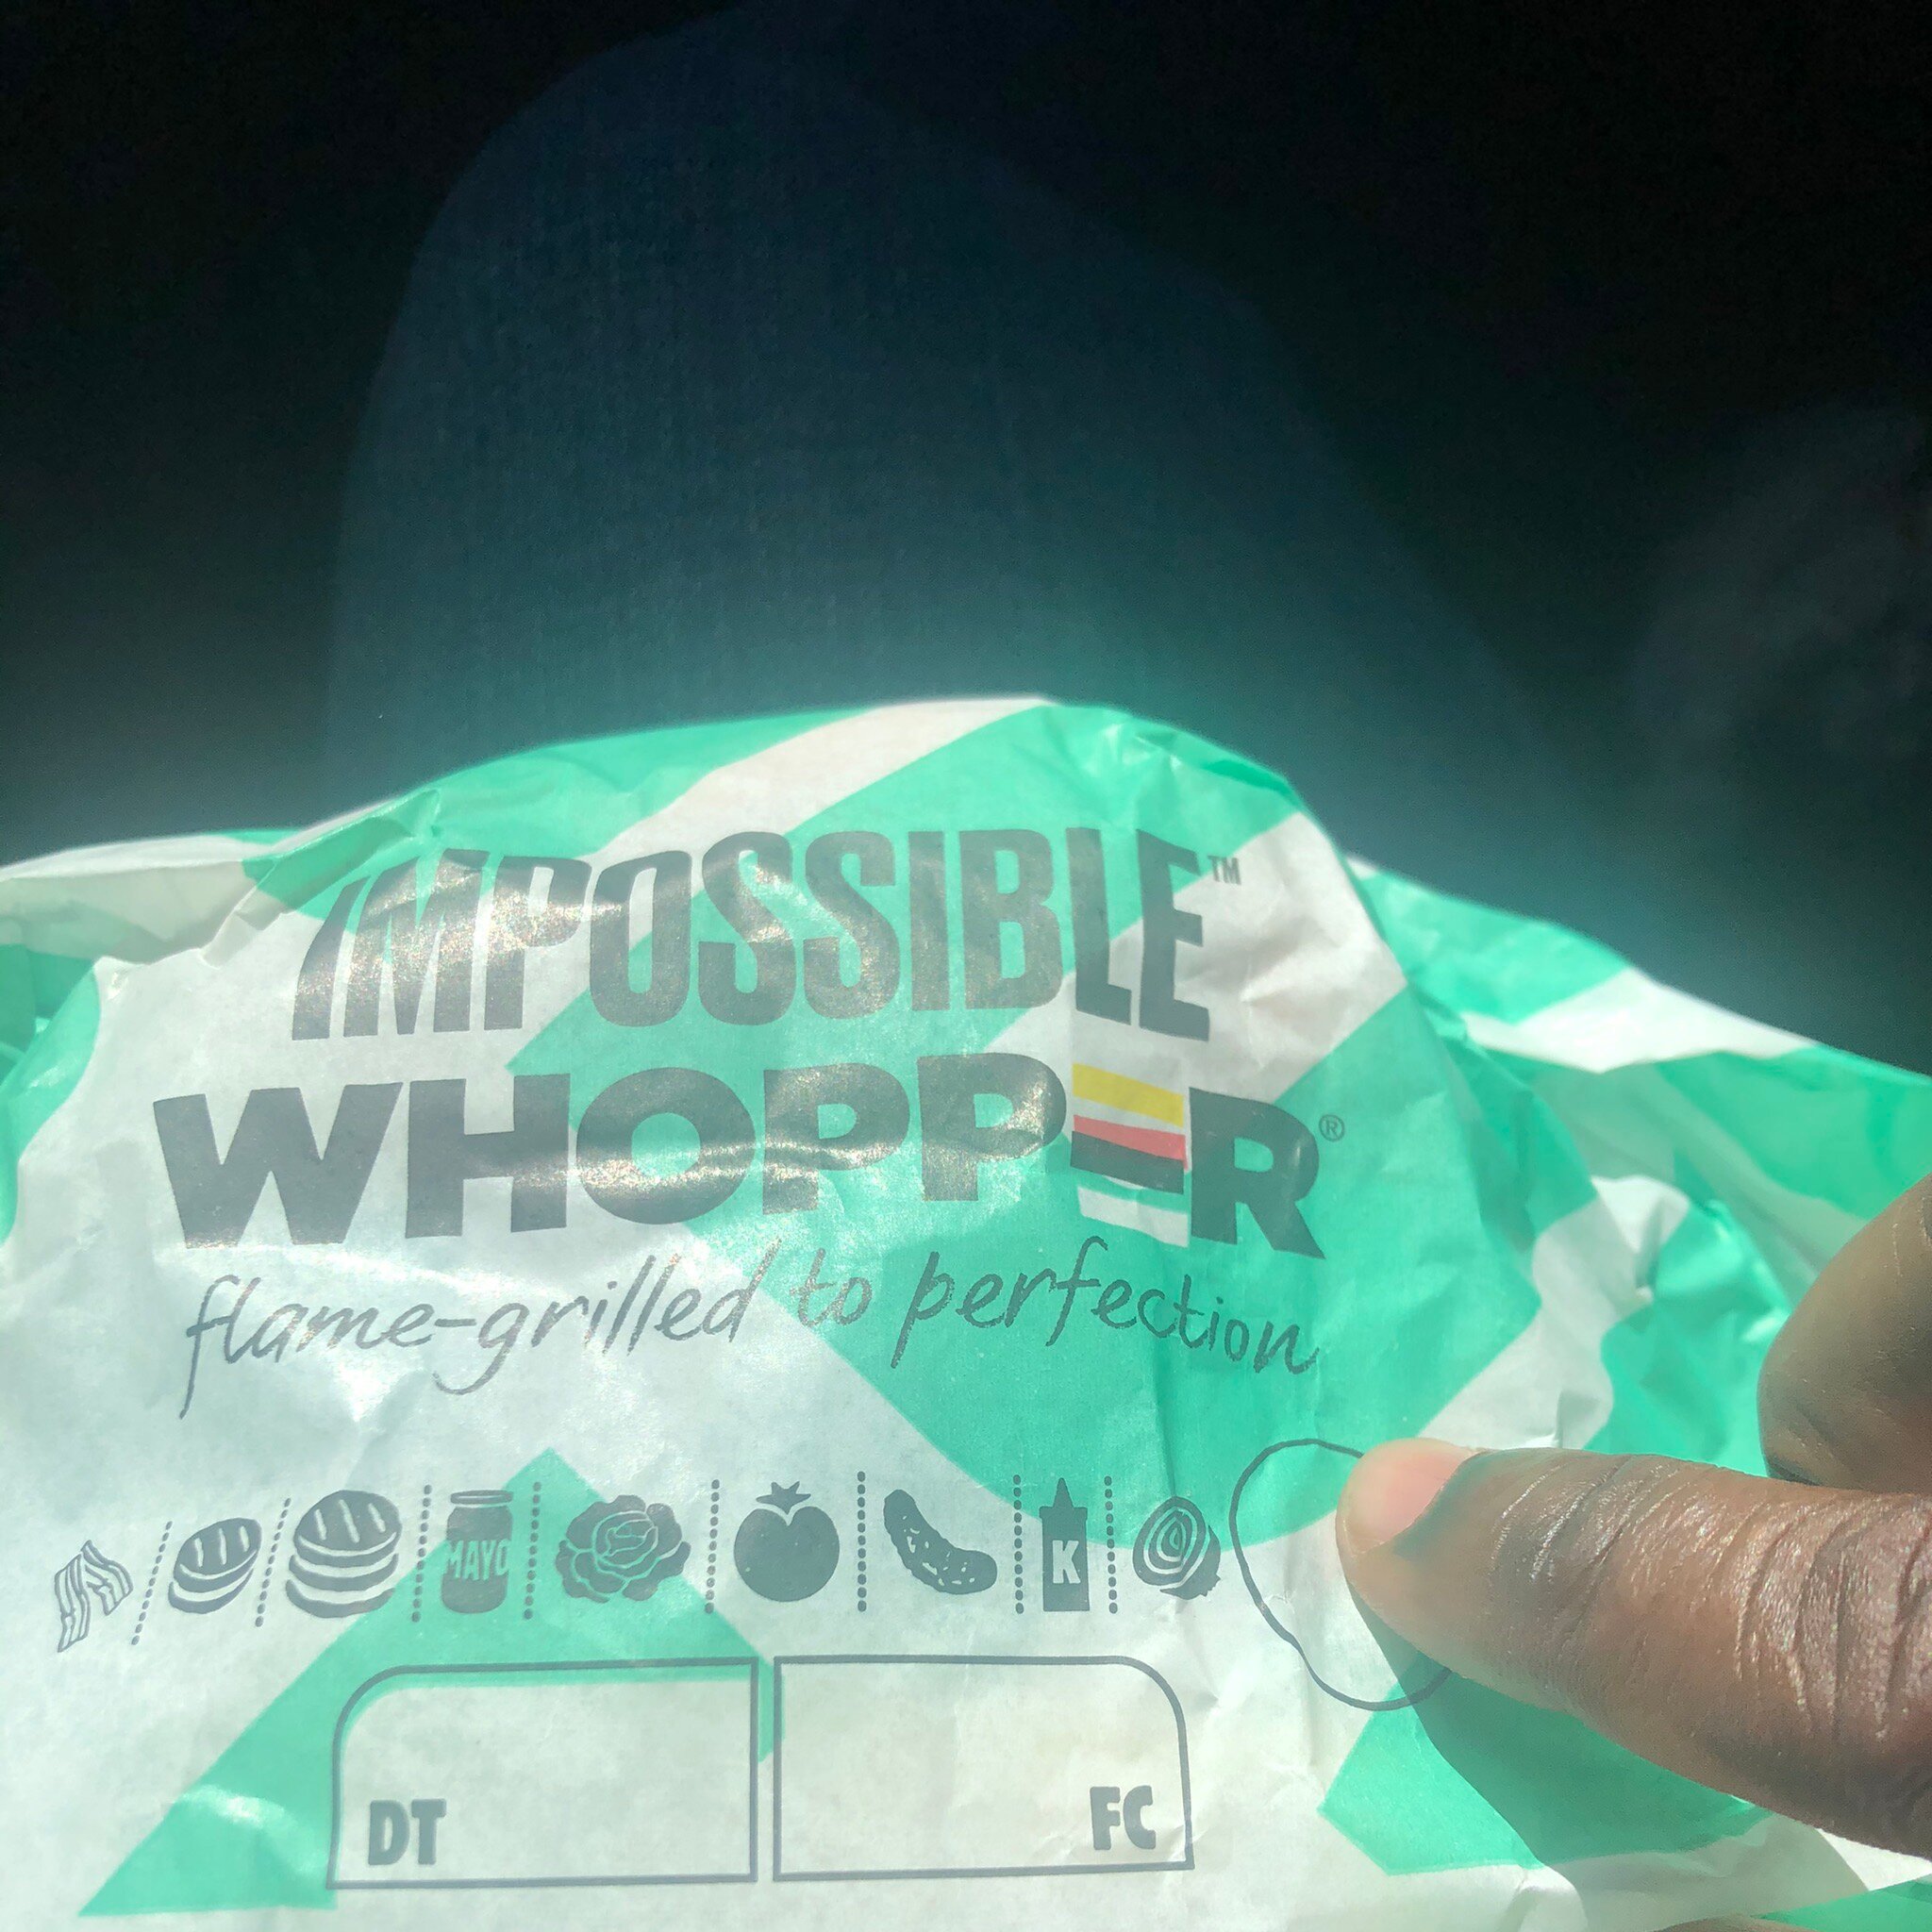 IMPOSSIBLE™
WHOPPER®
flame-grilled to perfection
MAYO
K
DT
FC